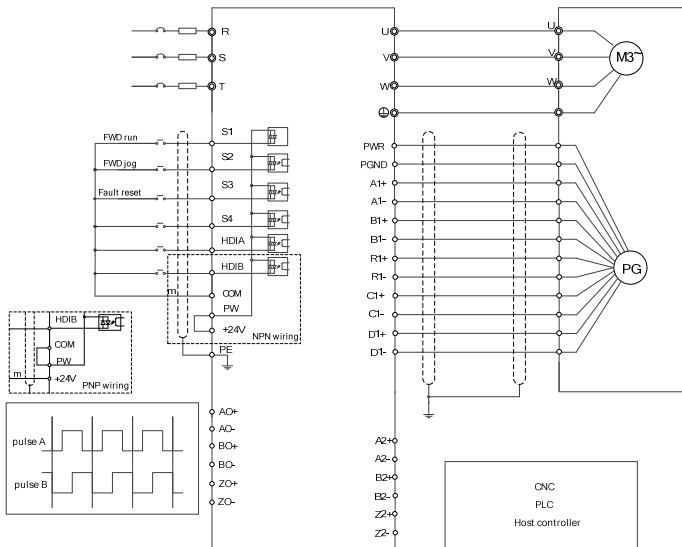 R
S
T
U
V
W
U
V
W
M3~
FWD run
FWD jog
Fault reset
S1
S2
S3
S4
HDIA
HDIB
COM
PW
+24V
NPN wiring
PE
m
HDIB
COM
PW
+24V
m
PNP wiring
PWR
PGND
A1+
A1-
B1+
B1-
R1+
R1-
C1+
C1-
D1+
D1-
PG
pulse A
pulse B
AO+
AO-
BO+
BO-
ZO+
ZO-
A2+
A2-
B2+
B2-
Z2+
Z2-
CNC
PLC
Host controller